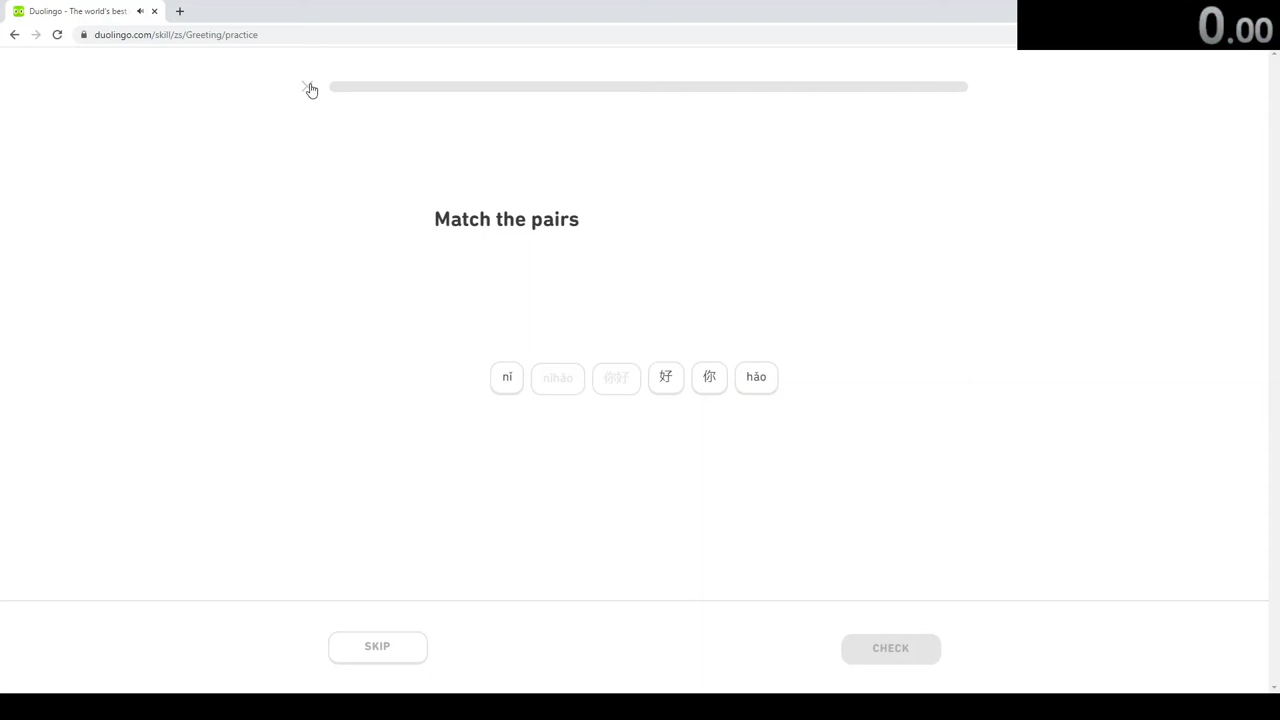 Duolingo - The world's best
0.00
duolingo.com/skill/zs/Greeting/practice
Match the pairs
nǐ nǐhǎo 你好 好 你 hǎo
SKIP CHECK